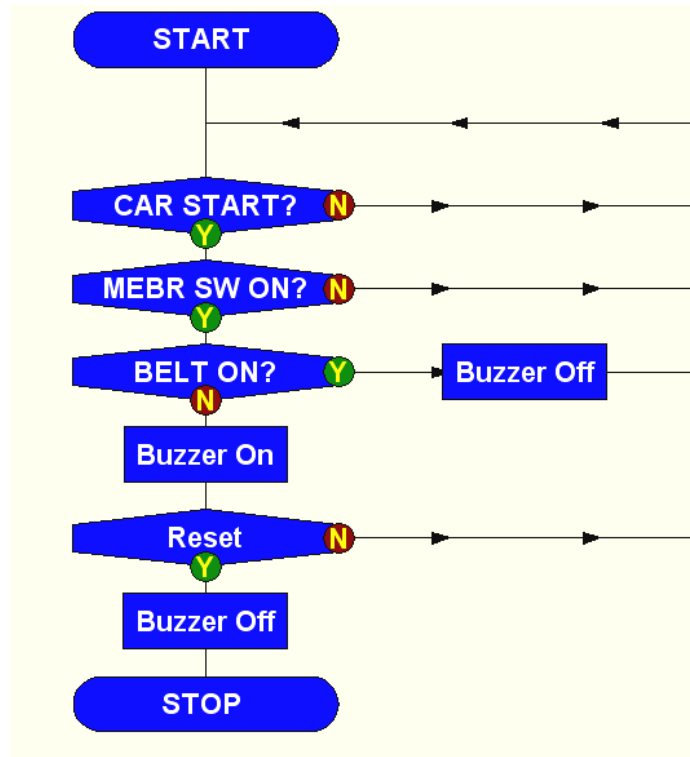 START
CAR START?
N
Y
MEBR SW ON?
N
Y
BELT ON?
Y
Buzzer Off
N
Buzzer On
Reset
N
Y
Buzzer Off
STOP